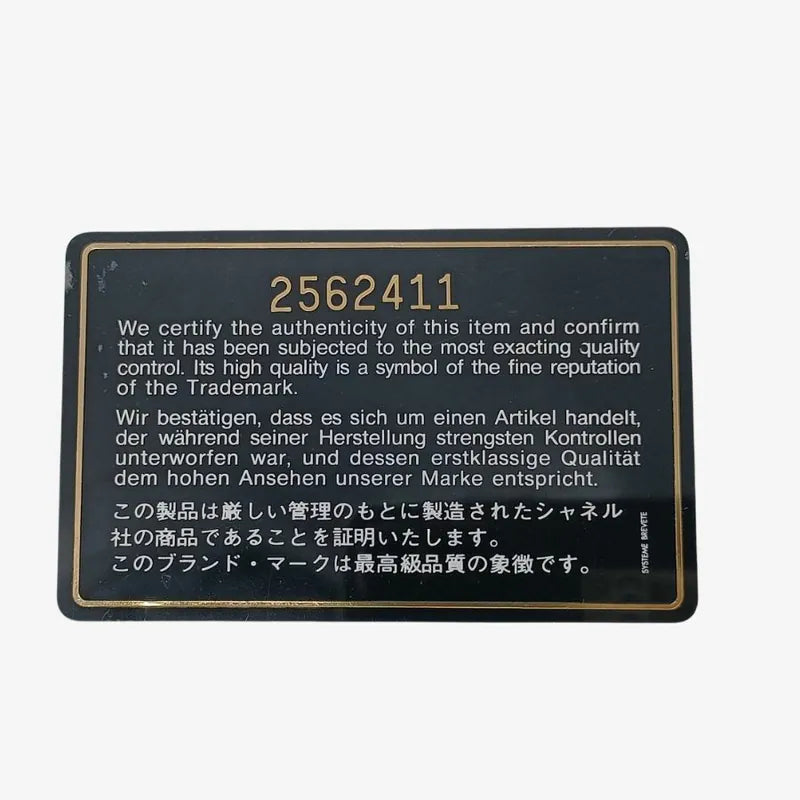 2562411
We certify the authenticity of this item and confirm
that it has been subjected to the most exacting quality
control. Its high quality is a symbol of the fine reputation
of the Trademark.
Wir bestätigen, dass es sich um einen Artikel handelt,
der während seiner Herstellung strengsten Kontrollen
unterworfen war, und dessen erstklassige Qualität
dem hohen Ansehen unserer Marke entspricht.
この製品は厳しい管理のもとに製造されたシャネル
社の商品であることを証明いたします。
このブランド・マークは最高級品質の象徴です。
SYSTEME BREVETE